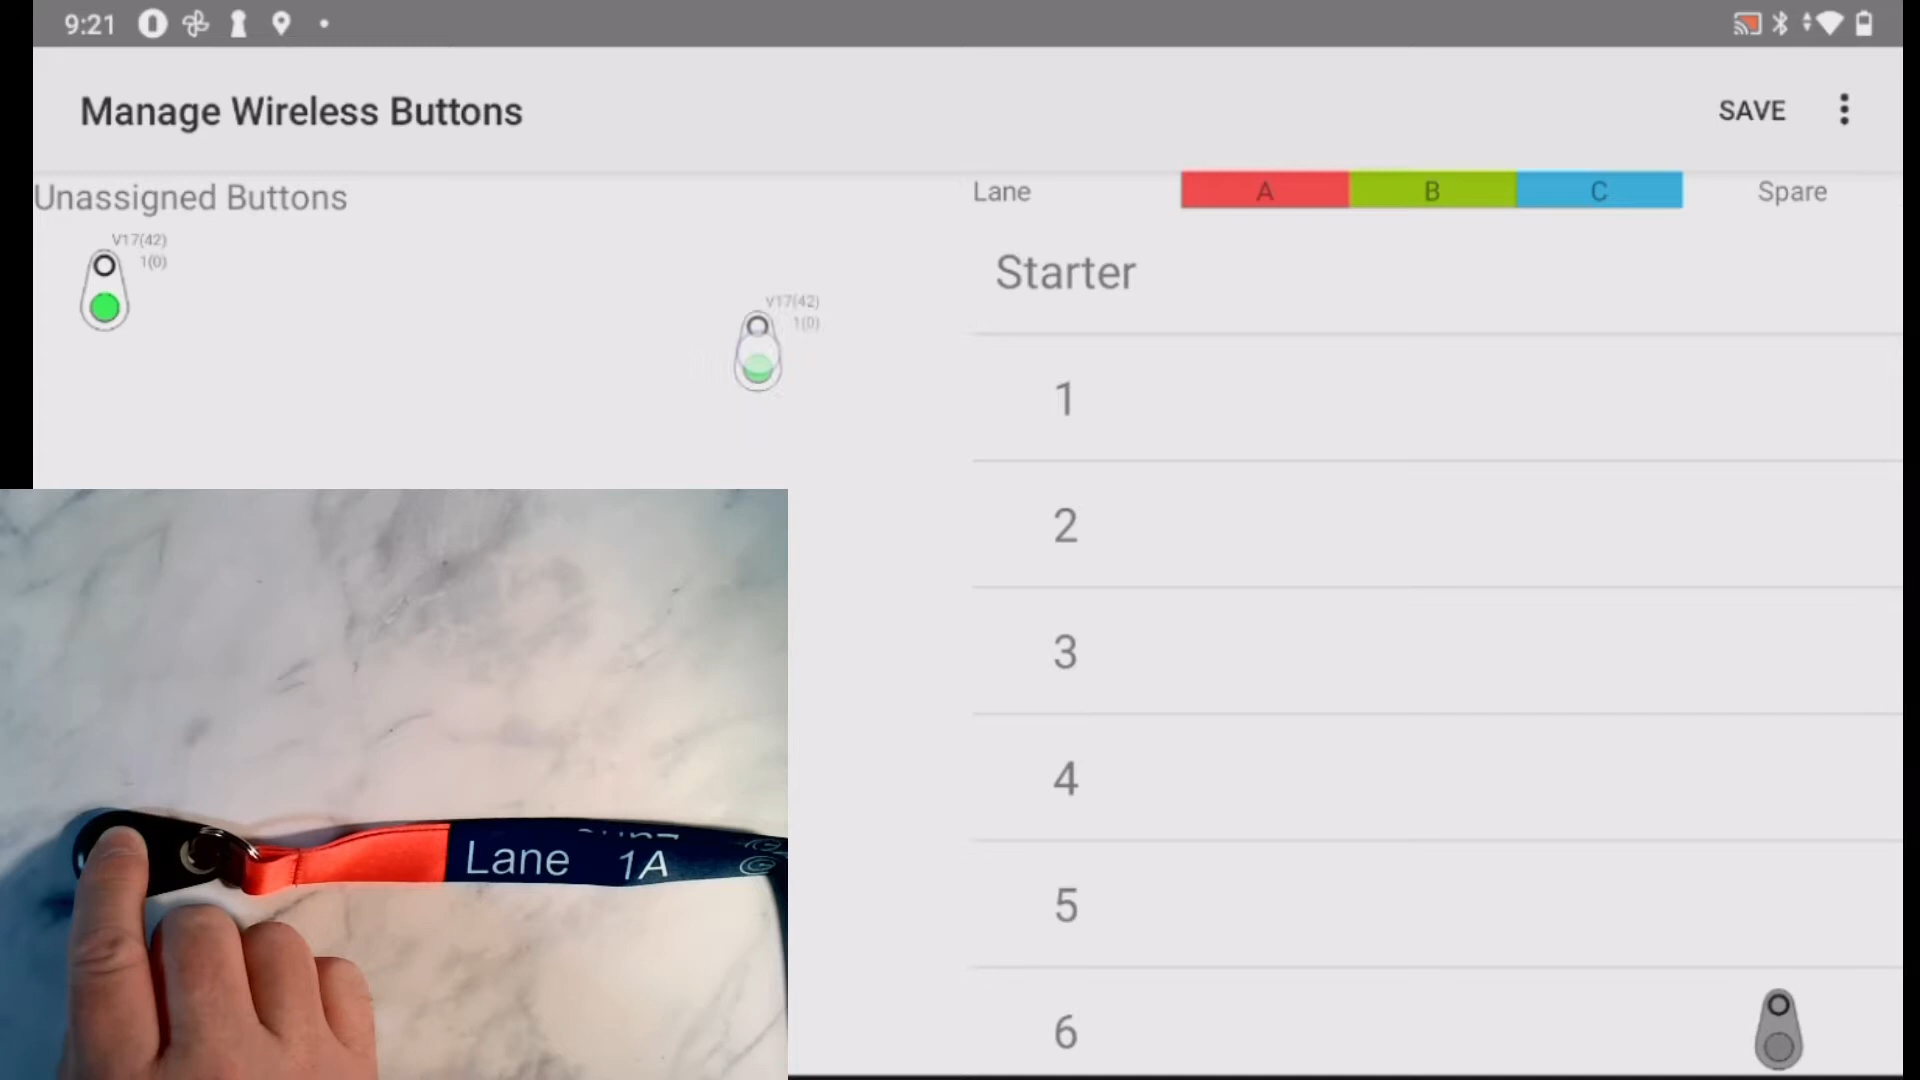 9:21
Manage Wireless Buttons
SAVE
Unassigned Buttons
Lane A B C Spare
V17(42)
1(0)
V17(42)
1(0)
Starter
1
2
3
4
5
6
Lane 1A